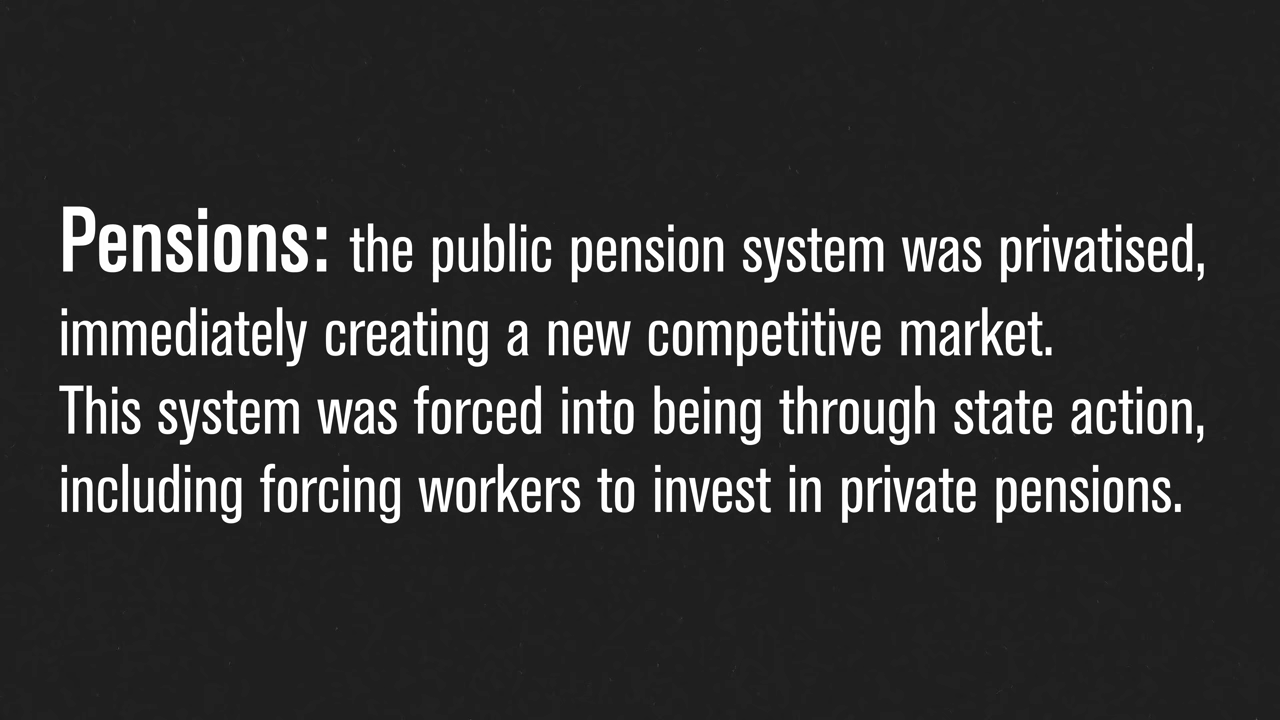 Pensions: the public pension system was privatised,
immediately creating a new competitive market.
This system was forced into being through state action,
including forcing workers to invest in private pensions.